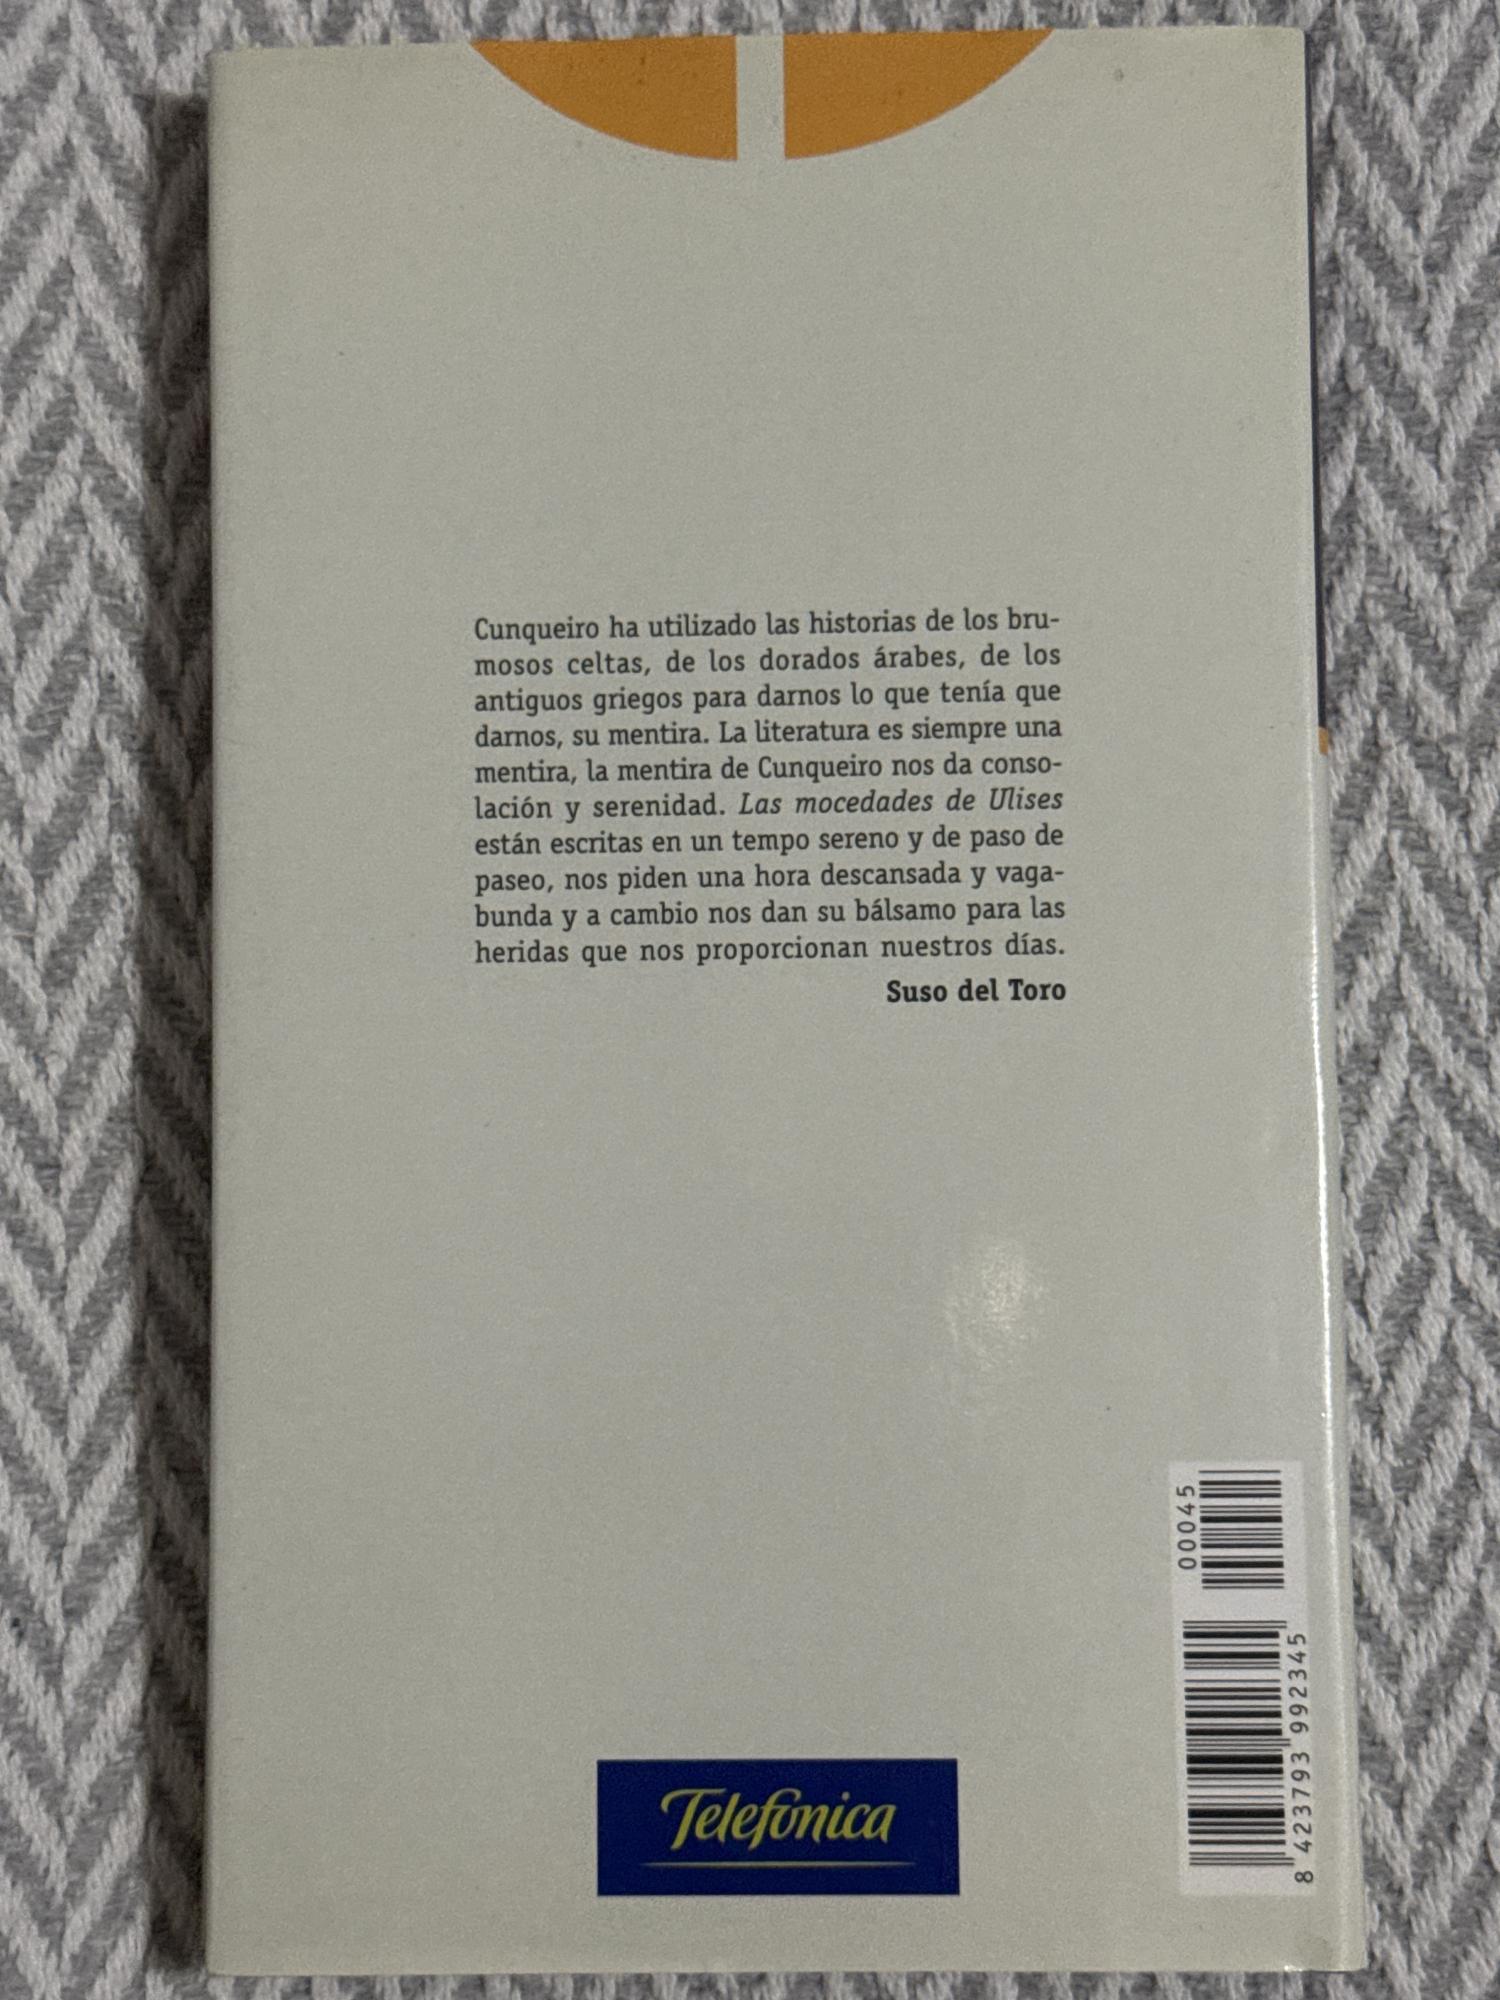 Cunqueiro ha utilizado las historias de los bru-
mosos celtas, de los dorados árabes, de los
antiguos griegos para darnos lo que tenía que
darnos, su mentira. La literatura es siempre una
mentira, la mentira de Cunqueiro nos da conso-
lación y serenidad. Las mocedades de Ulises
están escritas en un tempo sereno y de paso de
paseo, nos piden una hora descansada y vaga-
bunda y a cambio nos dan su bálsamo para las
heridas que nos proporcionan nuestros días.
Suso del Toro
00045
8 423793 992345
Telefónica